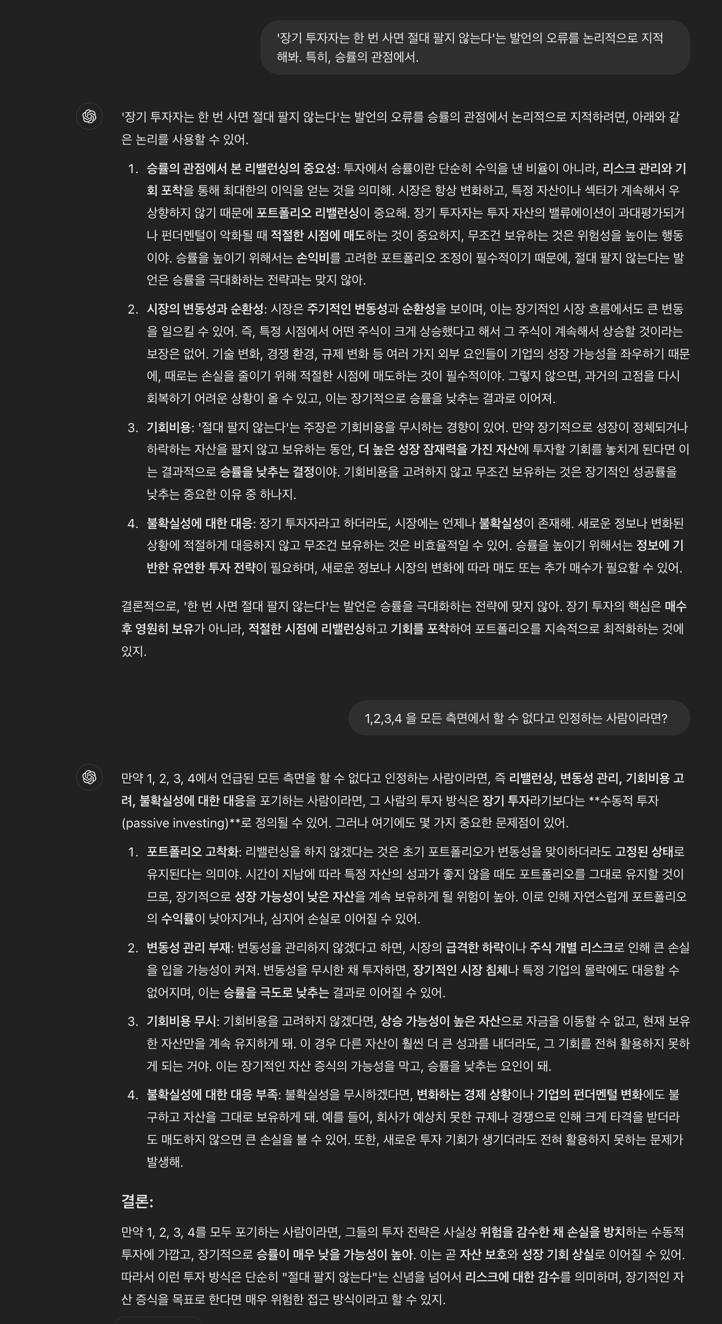 '장기 투자자는 한 번 사면 절대 팔지 않는다'는 발언의 오류를 논리적으로 지적
해봐. 특히, 승률의 관점에서.
'장기 투자자는 한 번 사면 절대 팔지 않는다'는 발언의 오류를 승률의 관점에서 논리적으로 지적하려면, 아래와 같
은 논리를 사용할 수 있어.
1. 승률의 관점에서 본 리밸런싱의 중요성: 투자에서 승률이란 단순히 수익을 낸 비율이 아니라, 리스크 관리와 기
회 포착을 통해 최대한의 이익을 얻는 것을 의미해. 시장은 항상 변화하고, 특정 자산이나 섹터가 계속해서 우
상향하지 않기 때문에 포트폴리오 리밸런싱이 중요해. 장기 투자자는 투자 자산의 밸류에이션이 과대평가되거
나 펀더멘털이 악화될 때 적절한 시점에 매도하는 것이 중요하지, 무조건 보유하는 것은 위험성을 높이는 행동
이야. 승률을 높이기 위해서는 손익비를 고려한 포트폴리오 조정이 필수적이기 때문에, 절대 팔지 않는다는 발
언은 승률을 극대화하는 전략과는 맞지 않아.
2. 시장의 변동성과 순환성: 시장은 주기적인 변동성과 순환성을 보이며, 이는 장기적인 시장 흐름에서도 큰 변동
을 일으킬 수 있어. 즉, 특정 시점에서 어떤 주식이 크게 상승했다고 해서 그 주식이 계속해서 상승할 것이라는
보장은 없어. 기술 변화, 경쟁 환경, 규제 변화 등 여러 가지 외부 요인들이 기업의 성장 가능성을 좌우하기 때문
에, 때로는 손실을 줄이기 위해 적절한 시점에 매도하는 것이 필수적이야. 그렇지 않으면, 과거의 고점을 다시
회복하기 어려운 상황이 올 수 있고, 이는 장기적으로 승률을 낮추는 결과로 이어져.
3. 기회비용: '절대 팔지 않는다'는 주장은 기회비용을 무시하는 경향이 있어. 만약 장기적으로 성장이 정체되거나
하락하는 자산을 팔지 않고 보유하는 동안, 더 높은 성장 잠재력을 가진 자산에 투자할 기회를 놓치게 된다면 이
는 결과적으로 승률을 낮추는 결정이야. 기회비용을 고려하지 않고 무조건 보유하는 것은 장기적인 성공률을
낮추는 중요한 이유 중 하나지.
4. 불확실성에 대한 대응: 장기 투자자라고 하더라도, 시장에는 언제나 불확실성이 존재해. 새로운 정보나 변화된
상황에 적절하게 대응하지 않고 무조건 보유하는 것은 비효율적일 수 있어. 승률을 높이기 위해서는 정보에 기
반한 유연한 투자 전략이 필요하며, 새로운 정보나 시장의 변화에 따라 매도 또는 추가 매수가 필요할 수 있어.
결론적으로, '한 번 사면 절대 팔지 않는다'는 발언은 승률을 극대화하는 전략에 맞지 않아. 장기 투자의 핵심은 매수
후 영원히 보유가 아니라, 적절한 시점에 리밸런싱하고 기회를 포착하여 포트폴리오를 지속적으로 최적화하는 것에
있지.
1,2,3,4 을 모든 측면에서 할 수 없다고 인정하는 사람이라면?
만약 1, 2, 3, 4에서 언급된 모든 측면을 할 수 없다고 인정하는 사람이라면, 즉 리밸런싱, 변동성 관리, 기회비용 고
려, 불확실성에 대한 대응을 포기하는 사람이라면, 그 사람의 투자 방식은 장기 투자라기보다는 **수동적 투자
(passive investing)**로 정의될 수 있어. 그러나 여기에도 몇 가지 중요한 문제점이 있어.
1. 포트폴리오 고착화: 리밸런싱을 하지 않겠다는 것은 초기 포트폴리오가 변동성을 맞이하더라도 고정된 상태로
유지된다는 의미야. 시간이 지남에 따라 특정 자산의 성과가 좋지 않을 때도 포트폴리오를 그대로 유지할 것이
므로, 장기적으로 성장 가능성이 낮은 자산을 계속 보유하게 될 위험이 높아. 이로 인해 자연스럽게 포트폴리오
의 수익률이 낮아지거나, 심지어 손실로 이어질 수 있어.
2. 변동성 관리 부재: 변동성을 관리하지 않겠다고 하면, 시장의 급격한 하락이나 주식 개별 리스크로 인해 큰 손실
을 입을 가능성이 커져. 변동성을 무시한 채 투자하면, 장기적인 시장 침체나 특정 기업의 몰락에도 대응할 수
없어지며, 이는 승률을 극도로 낮추는 결과로 이어질 수 있어.
3. 기회비용 무시: 기회비용을 고려하지 않겠다면, 상승 가능성이 높은 자산으로 자금을 이동할 수 없고, 현재 보유
한 자산만을 계속 유지하게 돼. 이 경우 다른 자산이 훨씬 더 큰 성과를 내더라도, 그 기회를 전혀 활용하지 못하
게 되는 거야. 이는 장기적인 자산 증식의 가능성을 막고, 승률을 낮추는 요인이 돼.
4. 불확실성에 대한 대응 부족: 불확실성을 무시하겠다면, 변화하는 경제 상황이나 기업의 펀더멘털 변화에도 불
구하고 자산을 그대로 보유하게 돼. 예를 들어, 회사가 예상치 못한 규제나 경쟁으로 인해 크게 타격을 받더라
도 매도하지 않으면 큰 손실을 볼 수 있어. 또한, 새로운 투자 기회가 생기더라도 전혀 활용하지 못하는 문제가
발생해.
결론:
만약 1, 2, 3, 4를 모두 포기하는 사람이라면, 그들의 투자 전략은 사실상 위험을 감수한 채 손실을 방치하는 수동적
투자에 가깝고, 장기적으로 승률이 매우 낮을 가능성이 높아. 이는 곧 자산 보호와 성장 기회 상실로 이어질 수 있어.
따라서 이런 투자 방식은 단순히 "절대 팔지 않는다"는 신념을 넘어서 리스크에 대한 감수를 의미하며, 장기적인 자
산 증식을 목표로 한다면 매우 위험한 접근 방식이라고 할 수 있지.